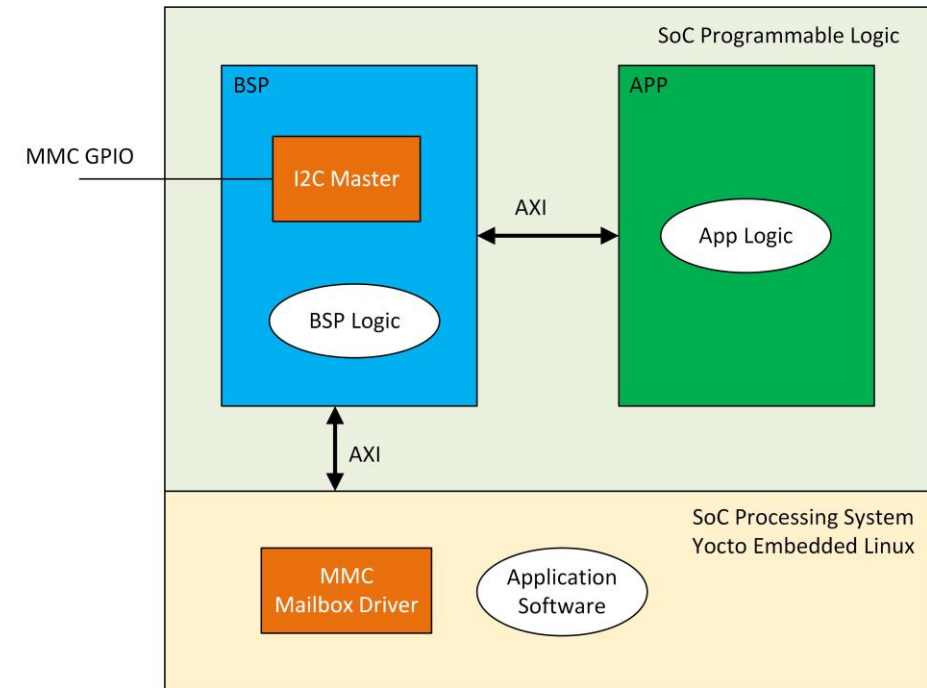 SoC Programmable Logic
BSP
APP
MMC GPIO
I2C Master
AXI
App Logic
BSP Logic
AXI
SoC Processing System
Yocto Embedded Linux
MMC
Mailbox Driver
Application
Software